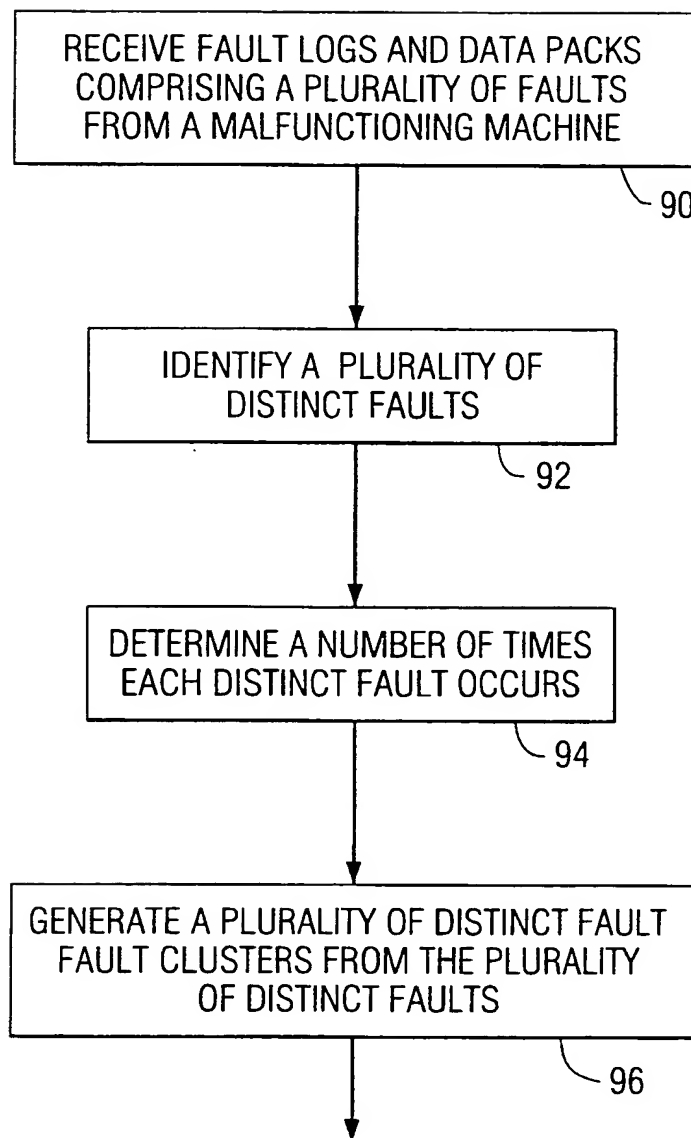 RECEIVE FAULT LOGS AND DATA PACKS
COMPRISING A PLURALITY OF FAULTS
FROM A MALFUNCTIONING MACHINE
90
IDENTIFY A PLURALITY OF
DISTINCT FAULTS
92
DETERMINE A NUMBER OF TIMES
EACH DISTINCT FAULT OCCURS
94
GENERATE A PLURALITY OF DISTINCT FAULT
FAULT CLUSTERS FROM THE PLURALITY
OF DISTINCT FAULTS
96